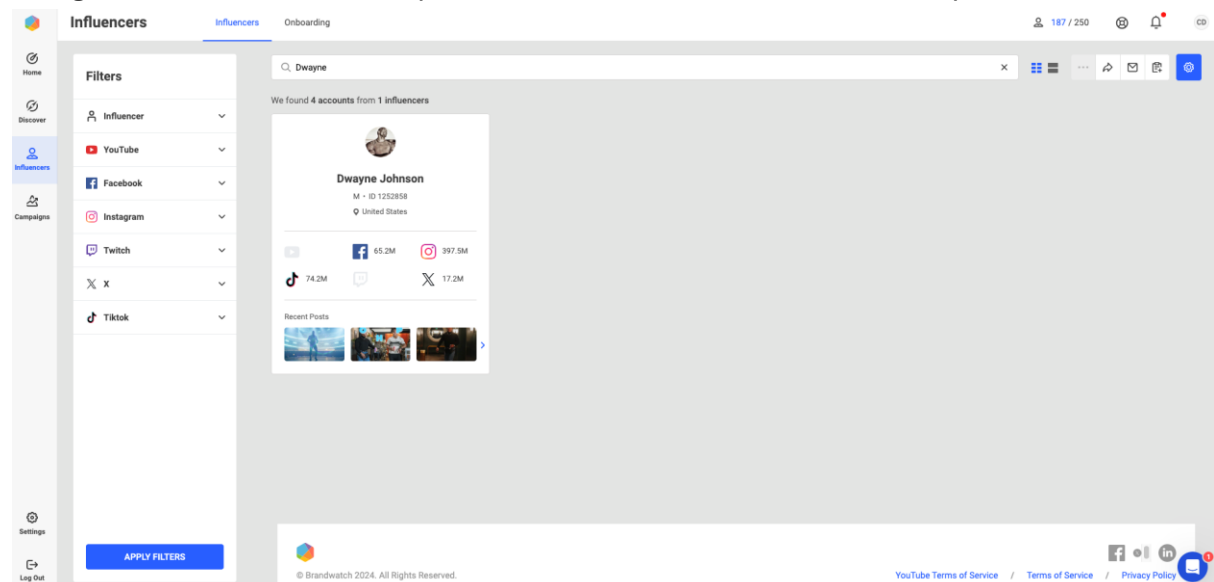 Influencers
Influencers
Onboarding
187 / 250
CD
Home
Discover
Influencers
Campaigns
Settings
Log Out
Filters
Influencer
YouTube
Facebook
Instagram
Twitch
X
Tiktok
APPLY FILTERS
Dwayne
We found 4 accounts from 1 influencers
Dwayne Johnson
M - ID 1252858
United States
65.2M
397.5M
74.2M
17.2M
Recent Posts
© Brandwatch 2024. All Rights Reserved.
YouTube Terms of Service / Terms of Service / Privacy Policy
1